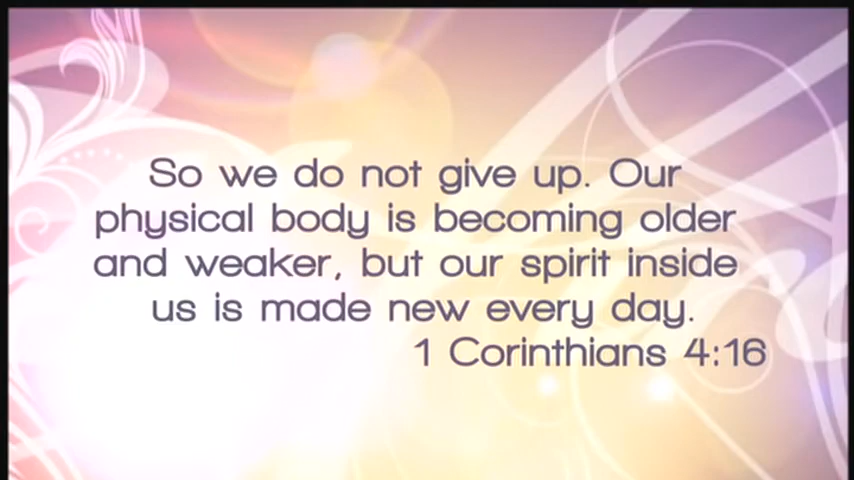 So we do not give up. Our
physical body is becoming older
and weaker, but our spirit inside
us is made new every day.
1 Corinthians 4:16